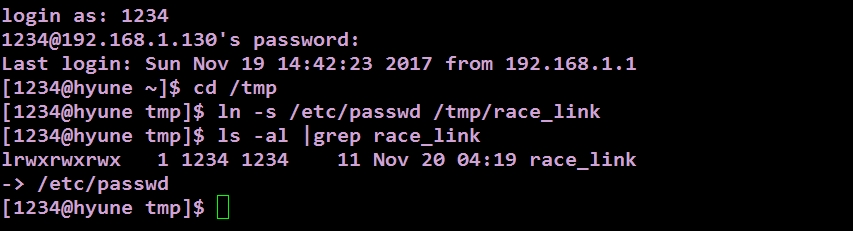 login as: 1234
1234@192.168.1.130's password:
Last login: Sun Nov 19 14:42:23 2017 from 192.168.1.1
[1234@hyune ~]$ cd /tmp
[1234@hyune tmp]$ ln -s /etc/passwd /tmp/race_link
[1234@hyune tmp]$ ls -al |grep race_link
lrwxrwxrwx   1 1234 1234    11 Nov 20 04:19 race_link
-> /etc/passwd
[1234@hyune tmp]$